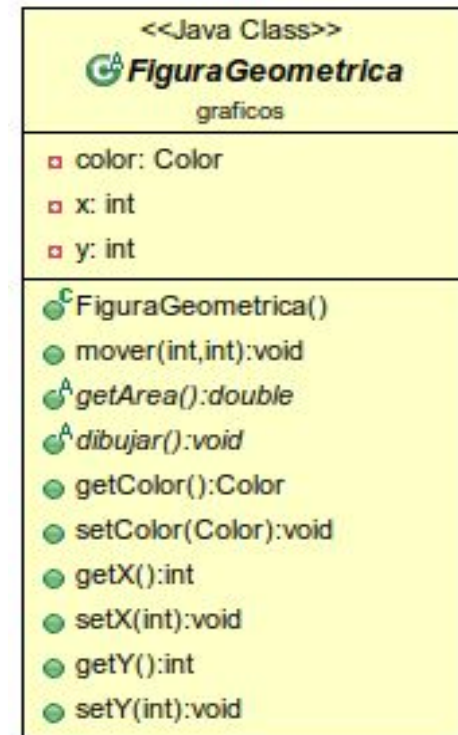 <<Java Class>>
FiguraGeometrica
graficos
color: Color
x: int
y: int
FiguraGeometrica()
mover(int,int):void
getArea():double
dibujar():void
getColor():Color
setColor(Color):void
getX():int
setX(int):void
getY():int
setY(int):void